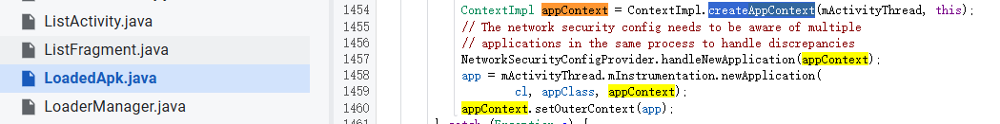 ListActivity.java
ListFragment.java
LoadedApk.java
LoaderManager.java
1454 ContextImpl appContext = ContextImpl.createAppContext(mActivityThread, this);
1455 // The network security config needs to be aware of multiple
1456 // applications in the same process to handle discrepancies
1457 NetworkSecurityConfigProvider.handleNewApplication(appContext);
1458 app = mActivityThread.mInstrumentation.newApplication(
1459 cl, appClass, appContext);
1460 appContext.setOuterContext(app);
1461 } catch (Exception e) {